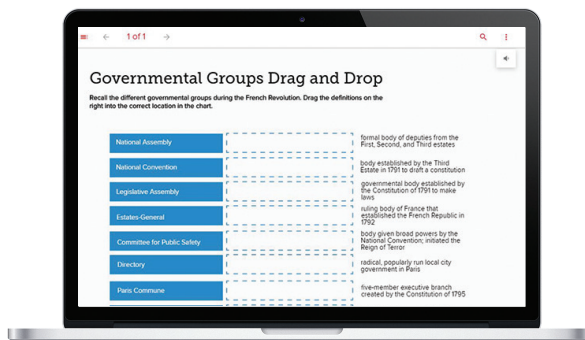 1 of 1
Governmental Groups Drag and Drop
Recall the different governmental groups during the French Revolution. Drag the definitions on the
right into the correct location in the chart.
National Assembly
formal body of deputies from the
First, Second, and Third estates
National Convention
body established by the Third
Estate in 1791 to draft a constitution
Legislative Assembly
governmental body established by
the Constitution of 1791 to make
laws
Estates-General
ruling body of France that
established the French Republic in
1792
Committee for Public Safety
body given broad powers by the
National Convention; initiated the
Reign of Terror
Directory
radical, popularly run local city
government in Paris
Paris Commune
five-member executive branch
created by the Constitution of 1795